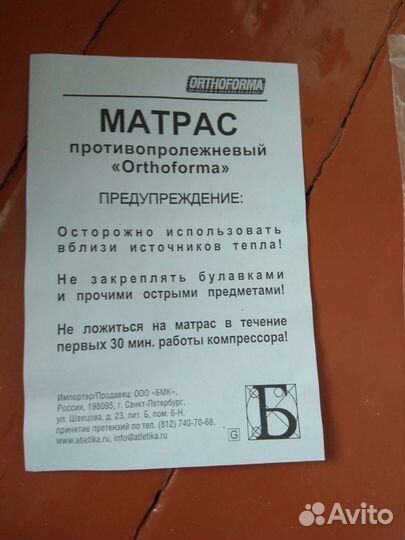 ORTHOFORMA
МАТРАС
противопролежневый
«Orthoforma»
ПРЕДУПРЕЖДЕНИЕ:
Осторожно использовать
вблизи источников тепла!
Не закреплять булавками
и прочими острыми предметами!
Не ложиться на матрас в течение
первых 30 мин. работы компрессора!
Импортер/Продавец: ООО «БМК»,
Россия, 198095, г. Санкт-Петербург,
ул. Швецова, д. 23, лит. Б, пом. 6-Н,
принятие претензий по тел. (812) 740-70-68,
www.atletika.ru, info@atletika.ru
G
Б
Avito